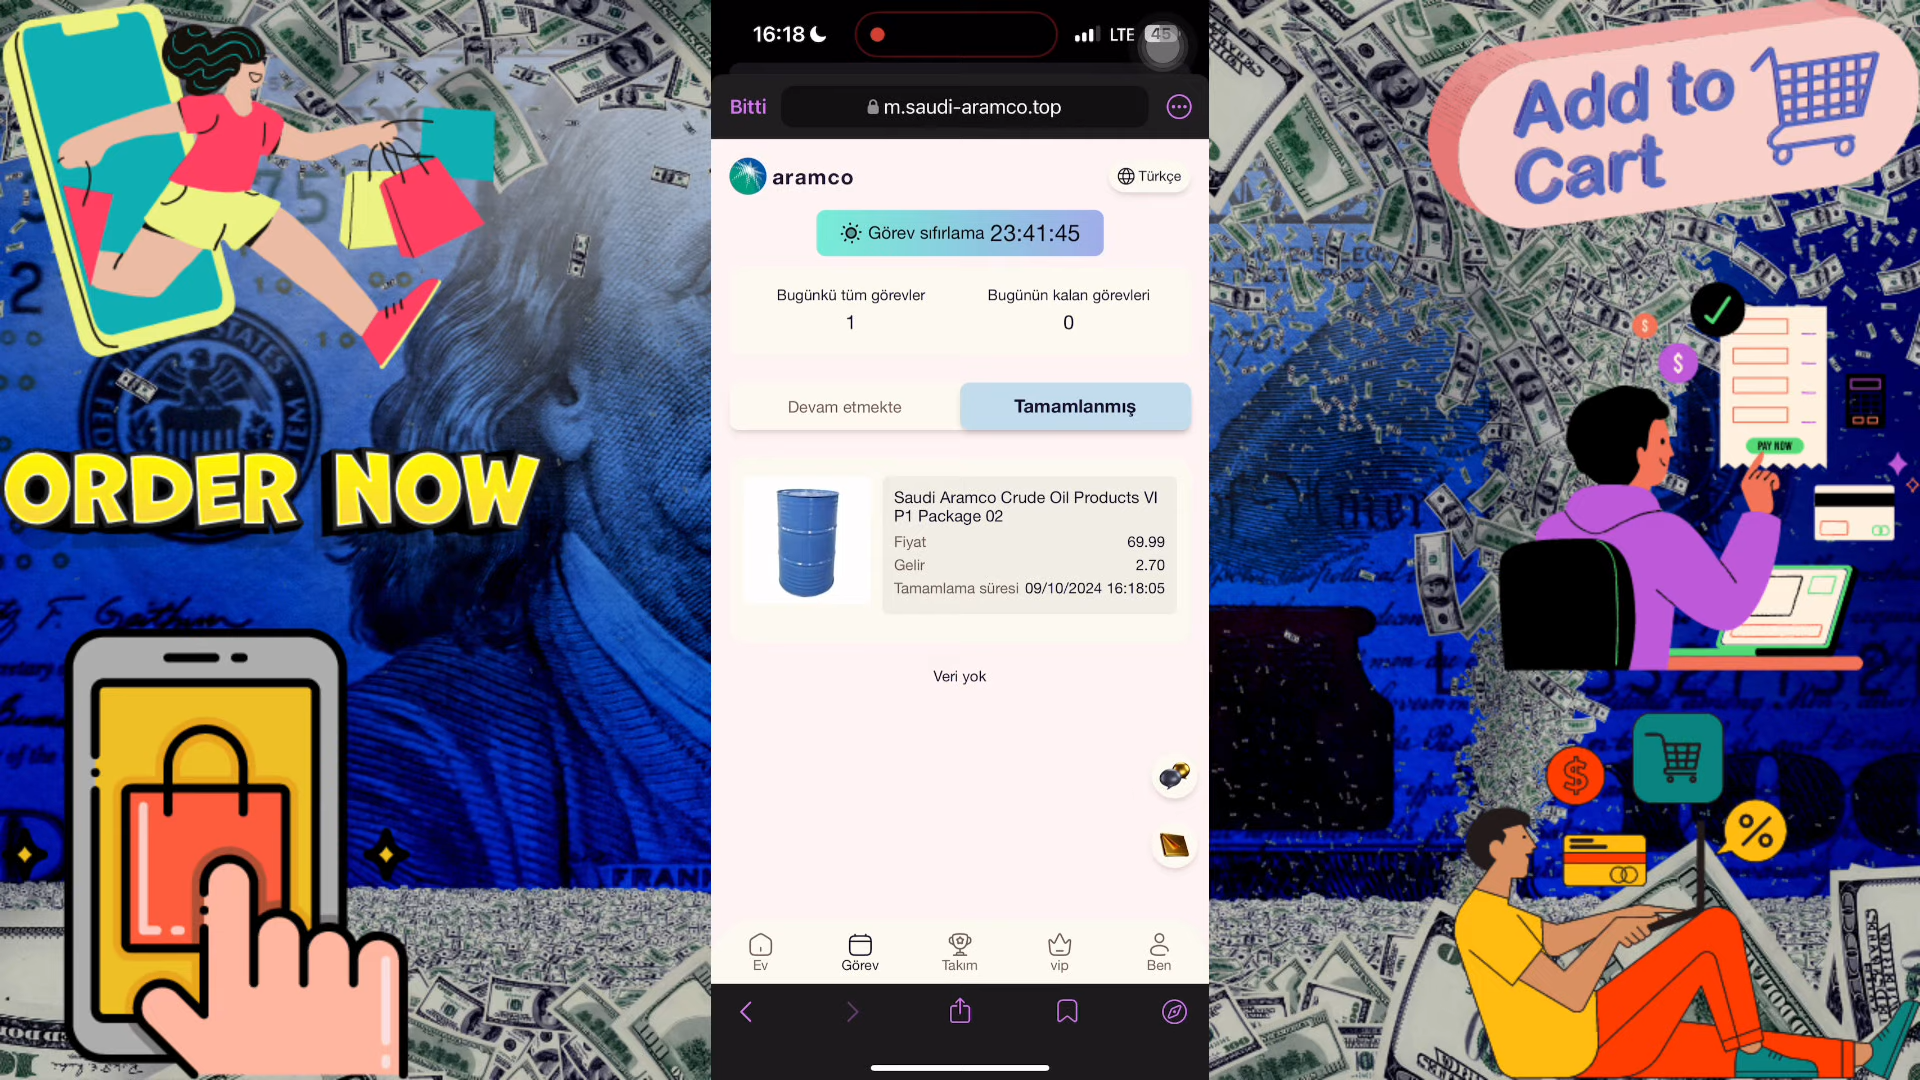 16:18
LTE
45
Bitti
m.saudi-aramco.top
aramco
Türkçe
Görev sıfırlama 23:41:45
Bugünkü tüm görevler
Bugünün kalan görevleri
1
0
Devam etmekte
Tamamlanmış
Saudi Aramco Crude Oil Products VI
P1 Package 02
Fiyat 69.99
Gelir 2.70
Tamamlama süresi 09/10/2024 16:18:05
Veri yok
Ev
Görev
Takım
vip
Ben
ORDER NOW
Add to
Cart
PAY NOW
$
$
$
%